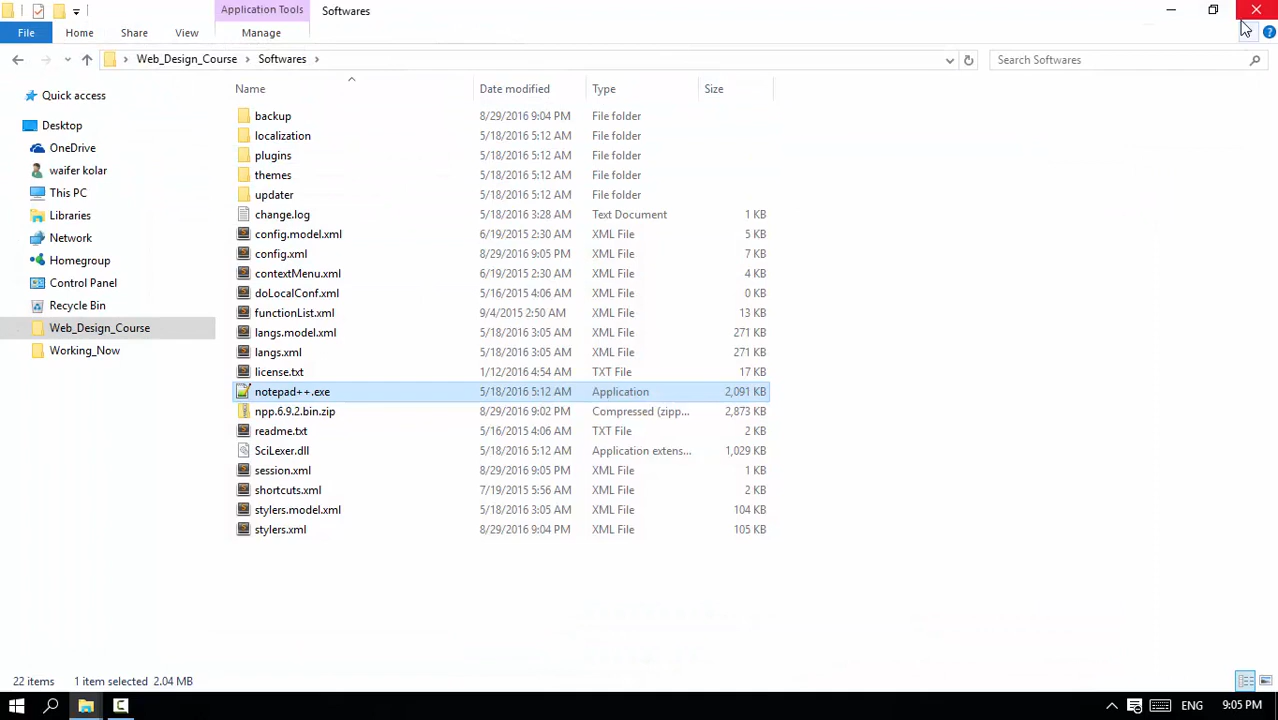 Application Tools Softwares
File Home Share View Manage
Web_Design_Course Softwares Search Softwares
Name Date modified Type Size
Quick access
Desktop
OneDrive
waifer kolar
This PC
Libraries
Network
Homegroup
Control Panel
Recycle Bin
Web_Design_Course
Working_Now
backup 8/29/2016 9:04 PM File folder
localization 5/18/2016 5:12 AM File folder
plugins 5/18/2016 5:12 AM File folder
themes 5/18/2016 5:12 AM File folder
updater 5/18/2016 5:12 AM File folder
change.log 5/18/2016 3:28 AM Text Document 1 KB
config.model.xml 6/19/2015 2:30 AM XML File 5 KB
config.xml 8/29/2016 9:05 PM XML File 7 KB
contextMenu.xml 6/19/2015 2:30 AM XML File 4 KB
doLocalConf.xml 5/16/2015 4:06 AM XML File 0 KB
functionList.xml 9/4/2015 2:50 AM XML File 13 KB
langs.model.xml 5/18/2016 3:05 AM XML File 271 KB
langs.xml 5/18/2016 3:05 AM XML File 271 KB
license.txt 1/12/2016 4:54 AM TXT File 17 KB
notepad++.exe 5/18/2016 5:12 AM Application 2,091 KB
npp.6.9.2.bin.zip 8/29/2016 9:02 PM Compressed (zipp... 2,873 KB
readme.txt 5/16/2015 4:06 AM TXT File 2 KB
SciLexer.dll 5/18/2016 5:12 AM Application extens... 1,029 KB
session.xml 8/29/2016 9:05 PM XML File 1 KB
shortcuts.xml 7/19/2015 5:56 AM XML File 2 KB
stylers.model.xml 5/18/2016 3:05 AM XML File 104 KB
stylers.xml 8/29/2016 9:04 PM XML File 105 KB
22 items 1 item selected 2.04 MB
ENG 9:05 PM